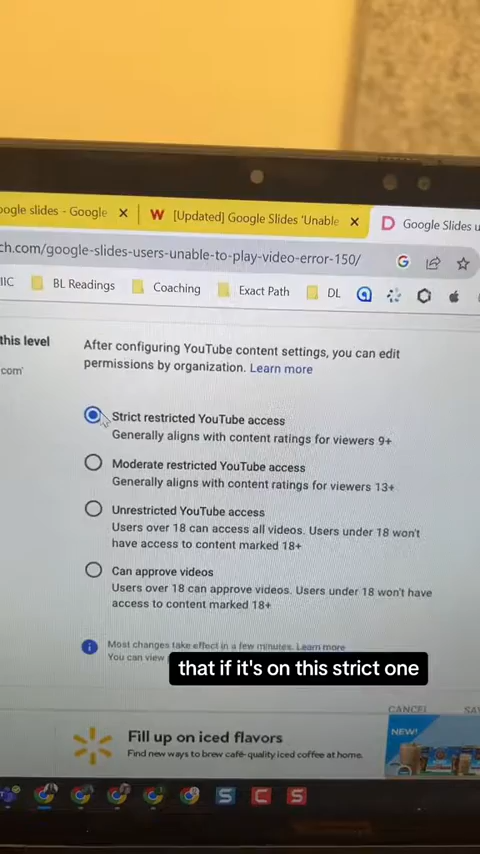 oogle slides - Google
[Updated] Google Slides 'Unable
Google Slides u
ch.com/google-slides-users-unable-to-play-video-error-150/
IIC BL Readings Coaching Exact Path DL
this level
com'
After configuring YouTube content settings, you can edit
permissions by organization. Learn more
Strict restricted YouTube access
Generally aligns with content ratings for viewers 9+
Moderate restricted YouTube access
Generally aligns with content ratings for viewers 13+
Unrestricted YouTube access
Users over 18 can access all videos. Users under 18 won't
have access to content marked 18+
Can approve videos
Users over 18 can approve videos. Users under 18 won't have
access to content marked 18+
Most changes take effect in a few minutes. Learn more
You can view
that if it's on this strict one
CANCEL SA
Fill up on iced flavors
Find new ways to brew café-quality iced coffee at home.
NEW!